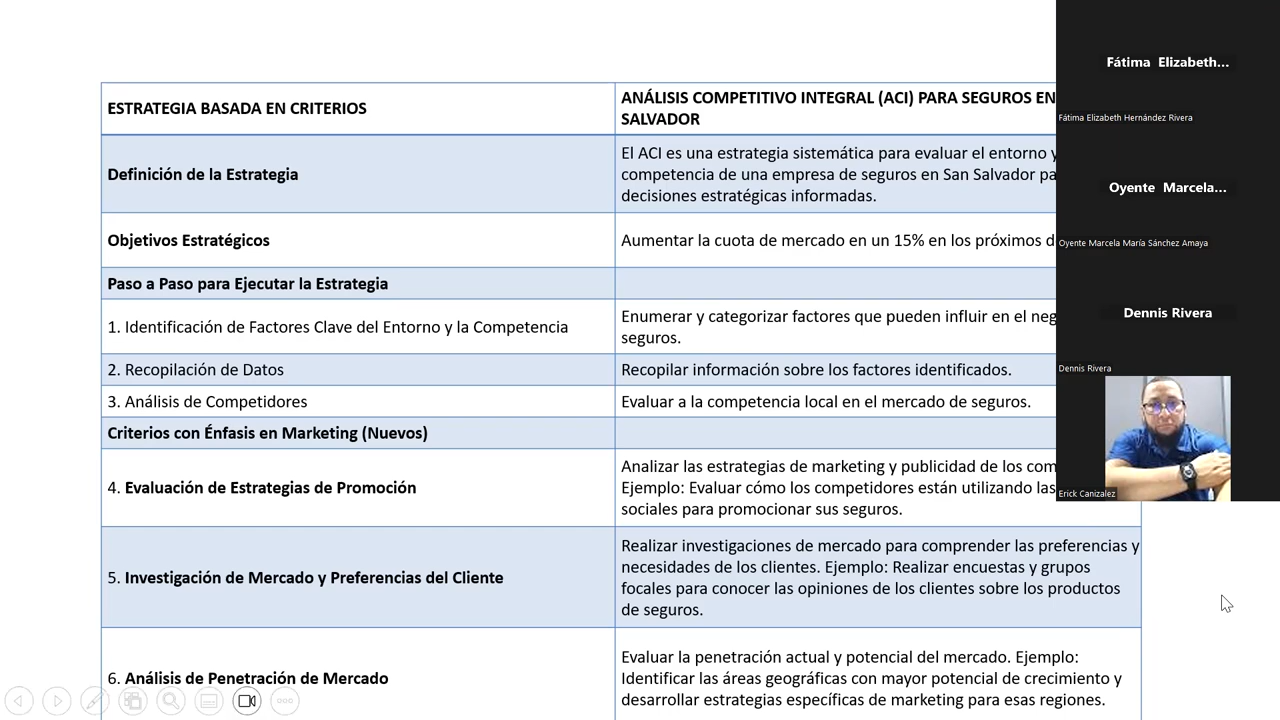 ESTRATEGIA BASADA EN CRITERIOS
ANÁLISIS COMPETITIVO INTEGRAL (ACI) PARA SEGUROS EN
SALVADOR
Definición de la Estrategia
El ACI es una estrategia sistemática para evaluar el entorno y
competencia de una empresa de seguros en San Salvador
decisiones estratégicas informadas.
Objetivos Estratégicos
Aumentar la cuota de mercado en un 15% en los próximos
Paso a Paso para Ejecutar la Estrategia
1. Identificación de Factores Clave del Entorno y la Competencia
Enumerar y categorizar factores que pueden influir en el
seguros.
2. Recopilación de Datos
Recopilar información sobre los factores identificados.
3. Análisis de Competidores
Evaluar a la competencia local en el mercado de seguros.
Criterios con Énfasis en Marketing (Nuevos)
4. Evaluación de Estrategias de Promoción
Analizar las estrategias de marketing y publicidad de los
Ejemplo: Evaluar cómo los competidores están utilizando las
sociales para promocionar sus seguros.
5. Investigación de Mercado y Preferencias del Cliente
Realizar investigaciones de mercado para comprender las preferencias y
necesidades de los clientes. Ejemplo: Realizar encuestas y grupos
focales para conocer las opiniones de los clientes sobre los productos
de seguros.
6. Análisis de Penetración de Mercado
Evaluar la penetración actual y potencial del mercado. Ejemplo:
Identificar las áreas geográficas con mayor potencial de crecimiento y
desarrollar estrategias específicas de marketing para esas regiones.
Fátima Elizabeth...
Fátima Elizabeth Hernández Rivera
Oyente Marcela...
Oyente Marcela María Sánchez Amaya
Dennis Rivera
Dennis Rivera
Erick Canizalez